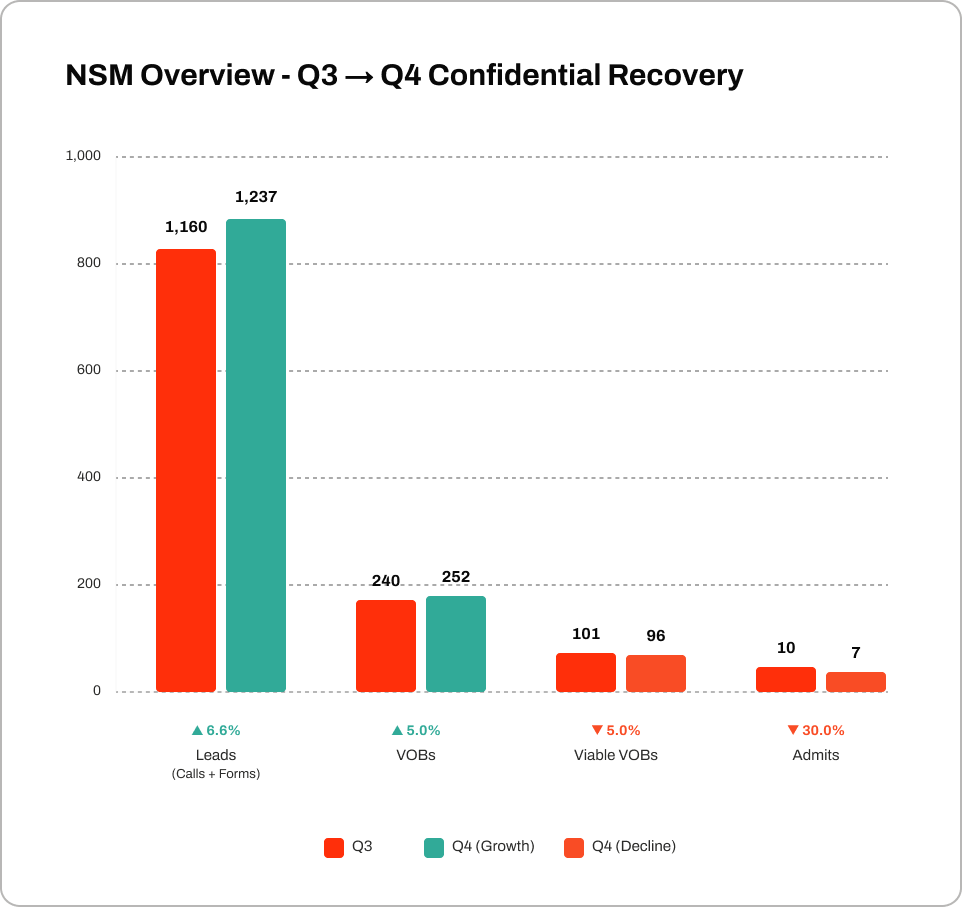 NSM Overview - Q3 → Q4 Confidential Recovery
1,000
800
600
400
200
0
1,160
1,237
240
252
101
96
10
7
▲ 6.6%
▲ 5.0%
▼ 5.0%
▼ 30.0%
Leads
(Calls + Forms)
VOBs
Viable VOBs
Admits
Q3
Q4 (Growth)
Q4 (Decline)